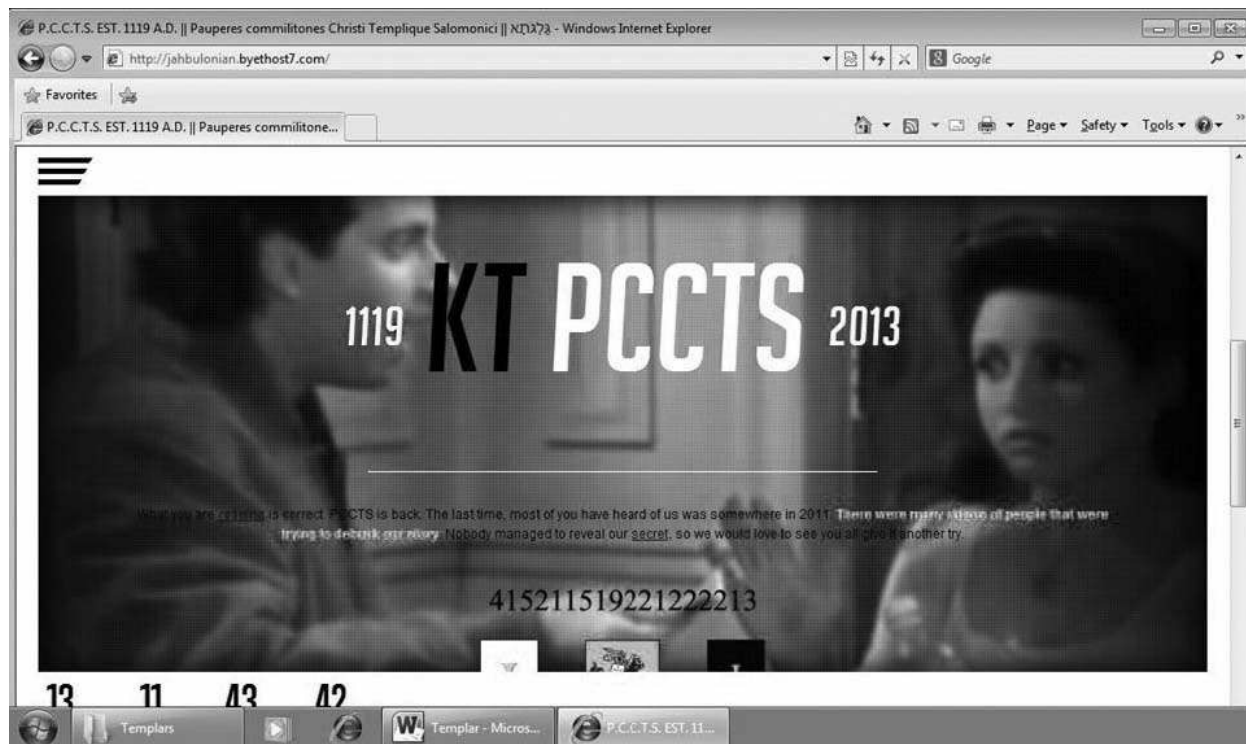 P.C.C.T.S. EST. 1119 A.D. || Pauperes commilitones Christi Templique Salomonici || גָּלְגָּתָא - Windows Internet Explorer
http://jahbulonian.byethost7.com/
Google
Favorites
P.C.C.T.S. EST. 1119 A.D. || Pauperes commilitone...
Page Safety Tools
1119 KT PCCTS 2013
What you are is correct. PCCTS is back. The last time, most of you have heard of us was somewhere in 2011. There were many videos of people that were
trying to debunk our story. Nobody managed to reveal our secret, so we would love to see you all give it another try.
415211519221222213
13 11 43 42
Templars
Templar - Micros...
P.C.C.T.S. EST. 11...